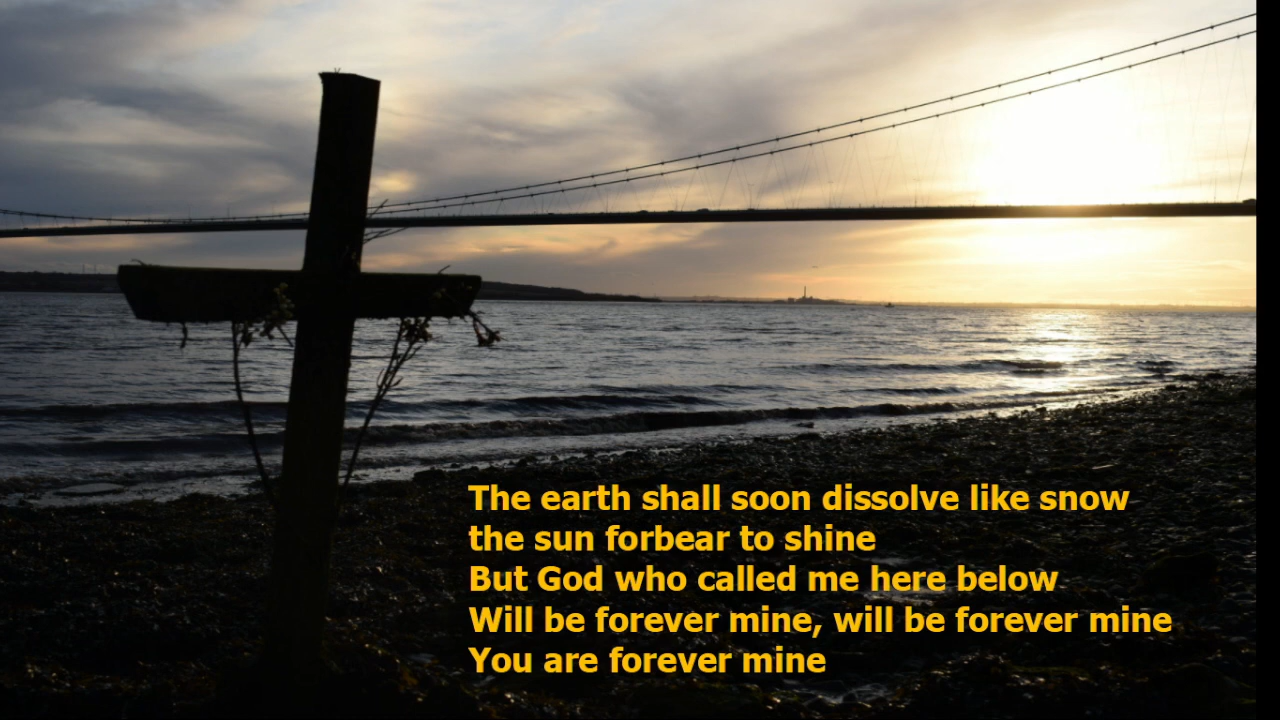 The earth shall soon dissolve like snow
the sun forbear to shine
But God who called me here below
Will be forever mine, will be forever mine
You are forever mine